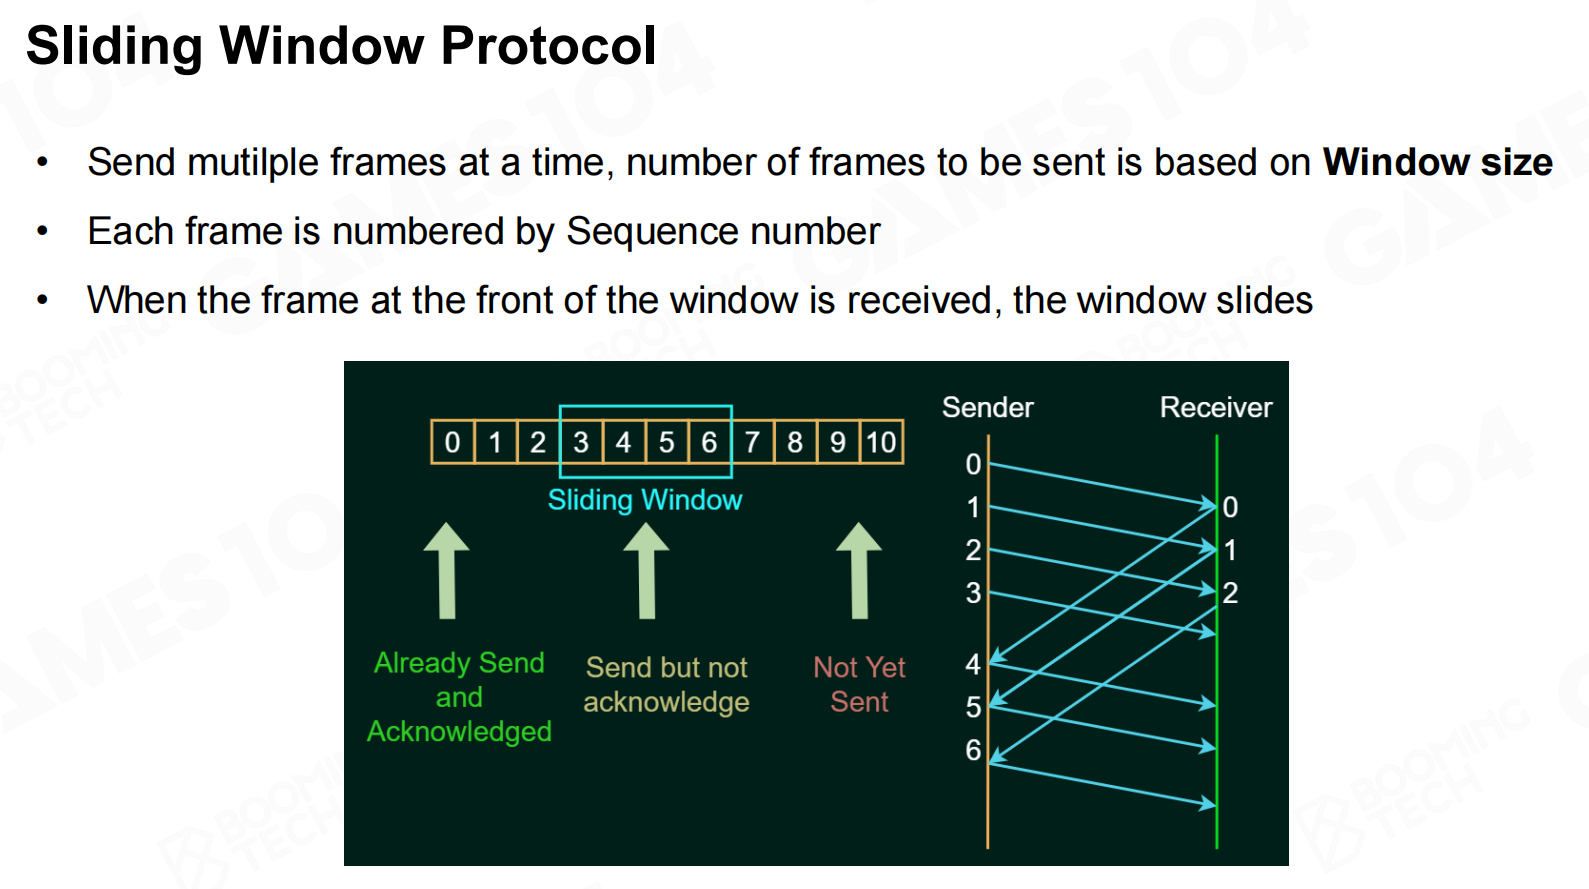 Sliding Window Protocol
• Send mutilple frames at a time, number of frames to be sent is based on Window size
• Each frame is numbered by Sequence number
• When the frame at the front of the window is received, the window slides
0 1 2 3 4 5 6 7 8 9 10
Sliding Window
Already Send
and
Acknowledged
Send but not
acknowledge
Not Yet
Sent
Sender
Receiver
0
1
2
3
4
5
6
0
1
2
GAMES104
BOOMING
TECH